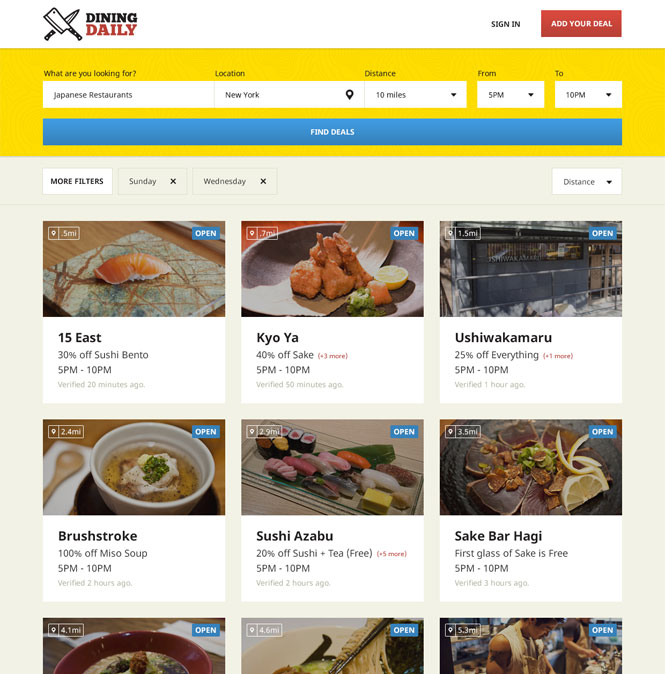 DINING
DAILY
SIGN IN
ADD YOUR DEAL
What are you looking for?
Location
Distance
From
To
Japanese Restaurants
New York
10 miles
5PM
10PM
FIND DEALS
MORE FILTERS
Sunday
Wednesday
Distance
.5mi
OPEN
.7mi
OPEN
1.5mi
OPEN
USHIWAKAMARU
15 East
30% off Sushi Bento
5PM - 10PM
Verified 20 minutes ago.
Kyo Ya
40% off Sake (+3 more)
5PM - 10PM
Verified 50 minutes ago.
Ushiwakamaru
25% off Everything (+1 more)
5PM - 10PM
Verified 1 hour ago.
2.4mi
OPEN
2.9mi
OPEN
3.5mi
OPEN
Brushstroke
100% off Miso Soup
5PM - 10PM
Verified 2 hours ago.
Sushi Azabu
20% off Sushi + Tea (Free) (+5 more)
5PM - 10PM
Verified 2 hours ago.
Sake Bar Hagi
First glass of Sake is Free
5PM - 10PM
Verified 3 hours ago.
4.1mi
OPEN
4.6mi
OPEN
5.3mi
OPEN